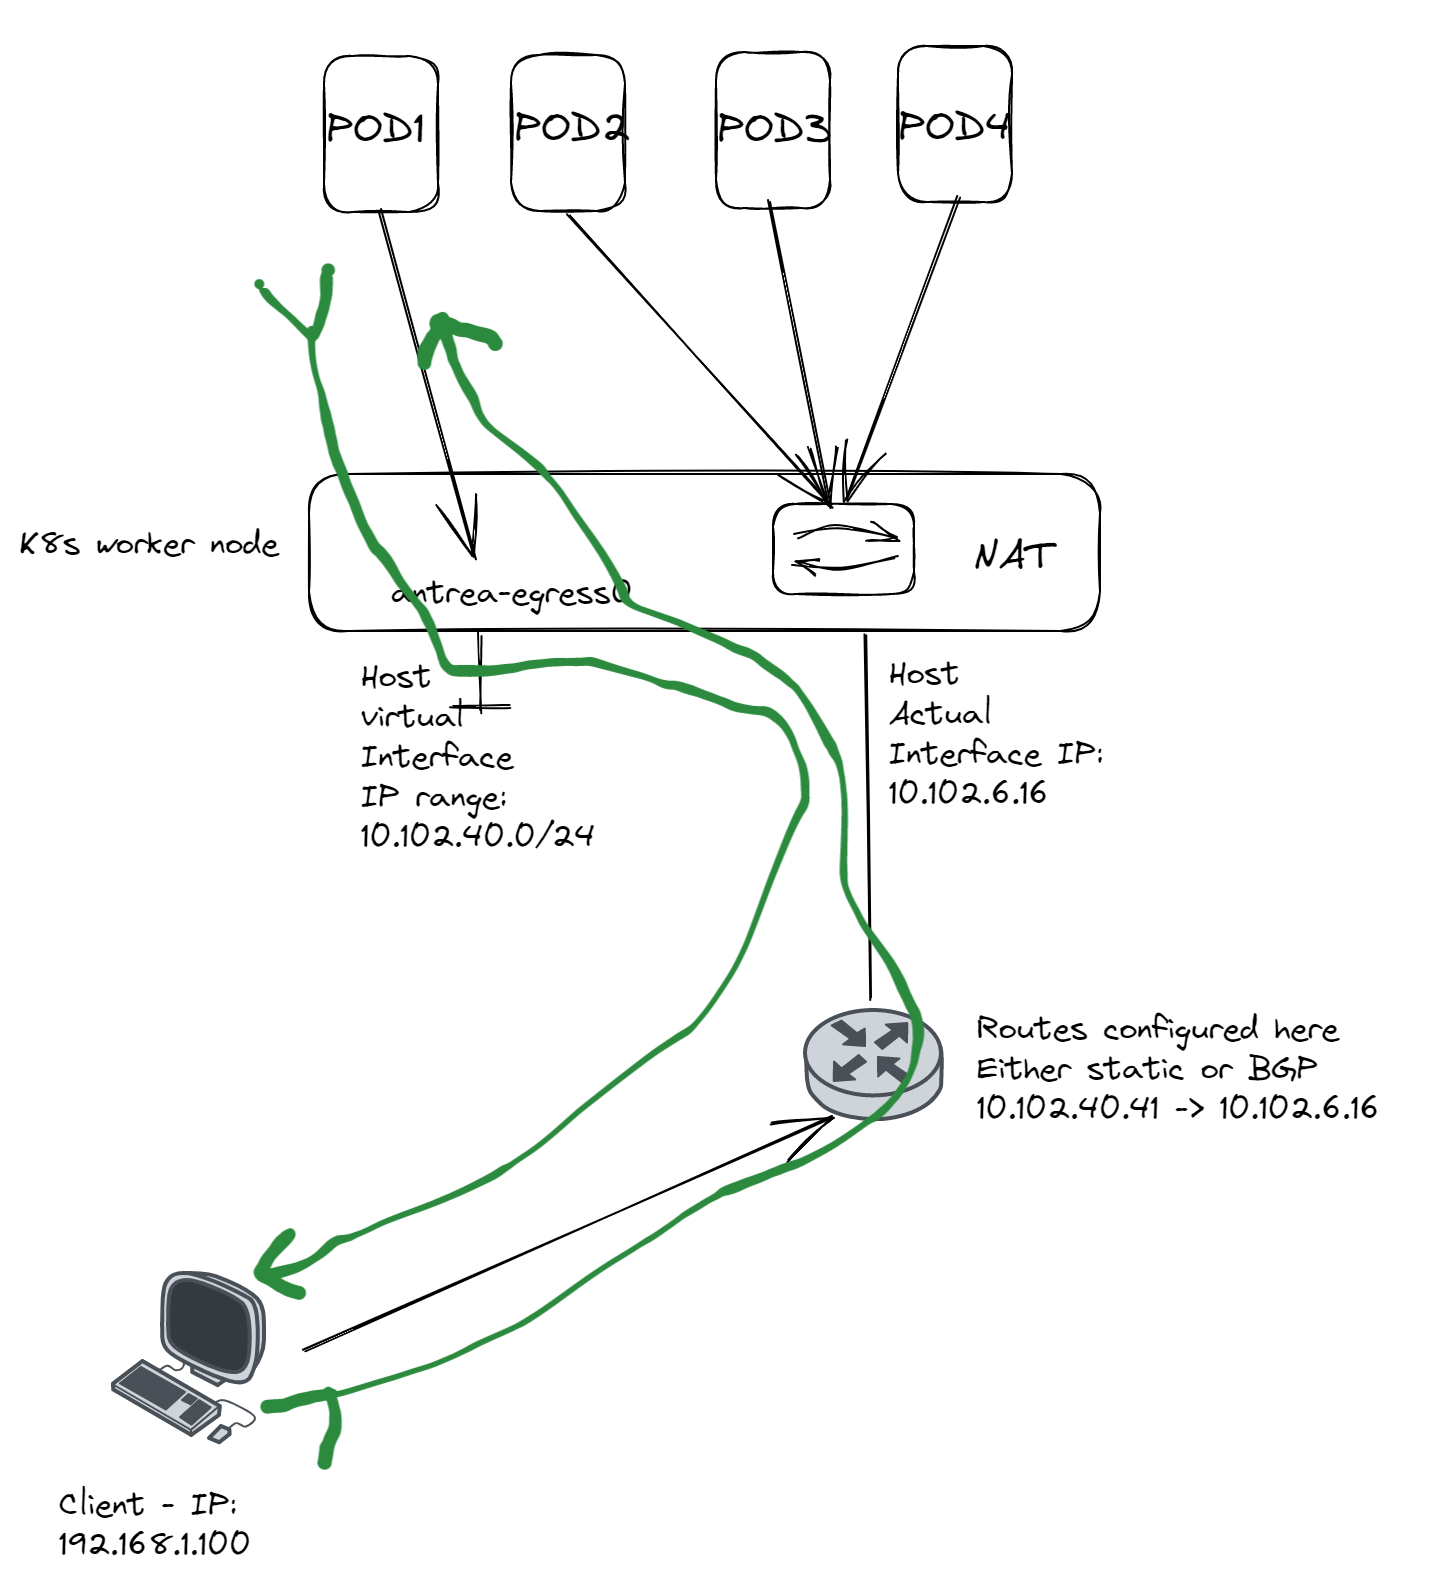 POD1
POD2
POD3
POD4
K8s worker node
antrea-egress0
NAT
Host
virtual
Interface
IP range:
10.102.40.0/24
Host
Actual
Interface IP:
10.102.6.16
Routes configured here
Either static or BGP
10.102.40.41 -> 10.102.6.16
Client - IP:
192.168.1.100